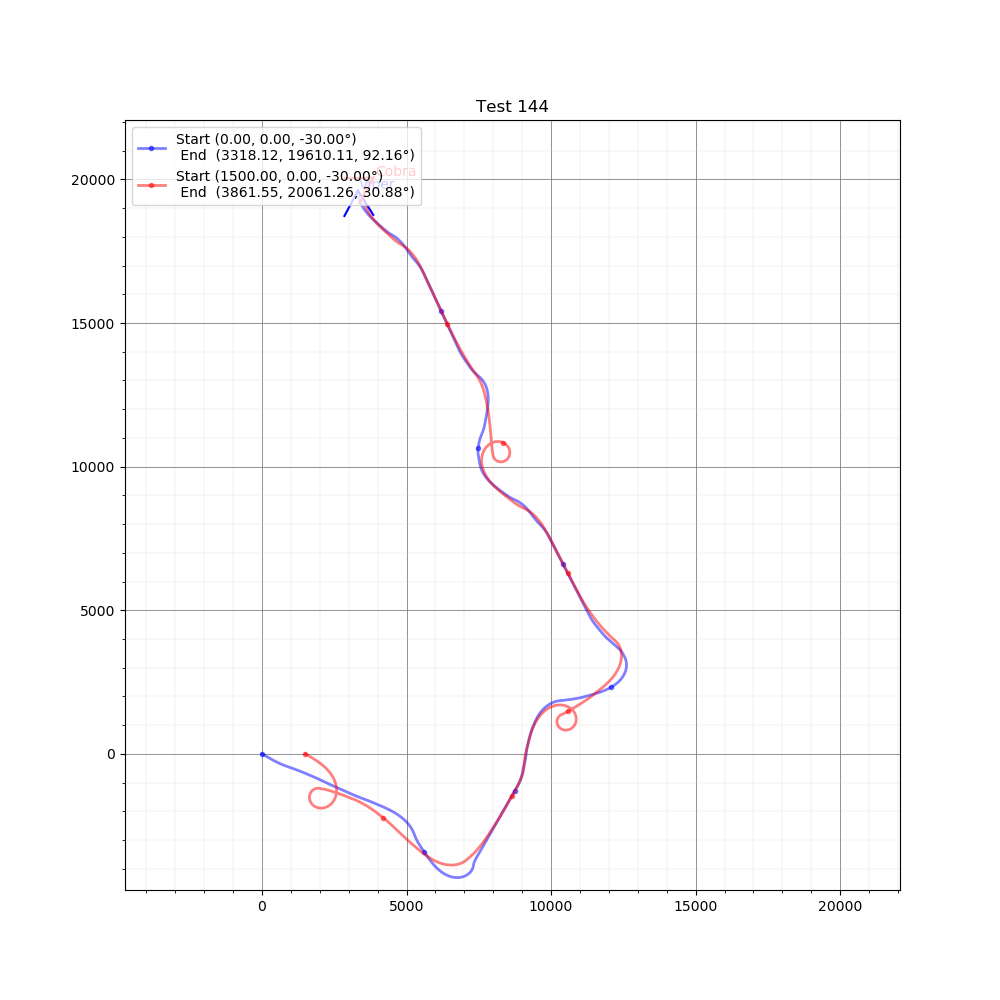 Test 144
Start (0.00, 0.00, -30.00°)
End (3318.12, 19610.11, 92.16°)
Start (1500.00, 0.00, -30.00°)
End (3861.55, 20061.26, 30.88°)
Cobra
20000
15000
10000
5000
0
0
5000
10000
15000
20000